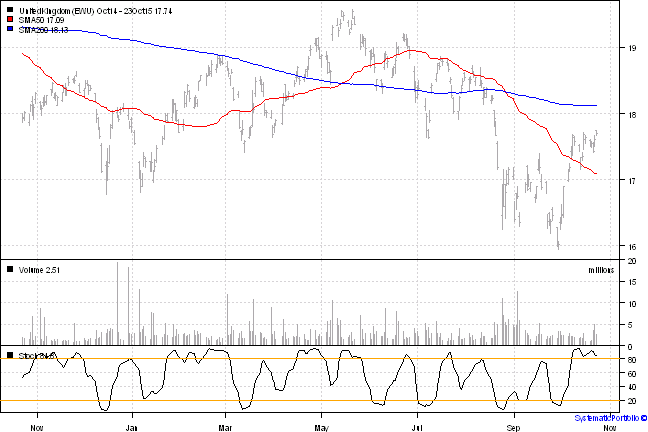 UnitedKingdom (EWU) Oct14 - 23Oct15 17.74
SMA50 17.09
SMA200 18.13
19
18
17
16
Volume 2.51
millions
20
15
10
5
0
80
60
40
20
Nov Jan Mar May Jul Sep Nov
SystematicPortfolio ©